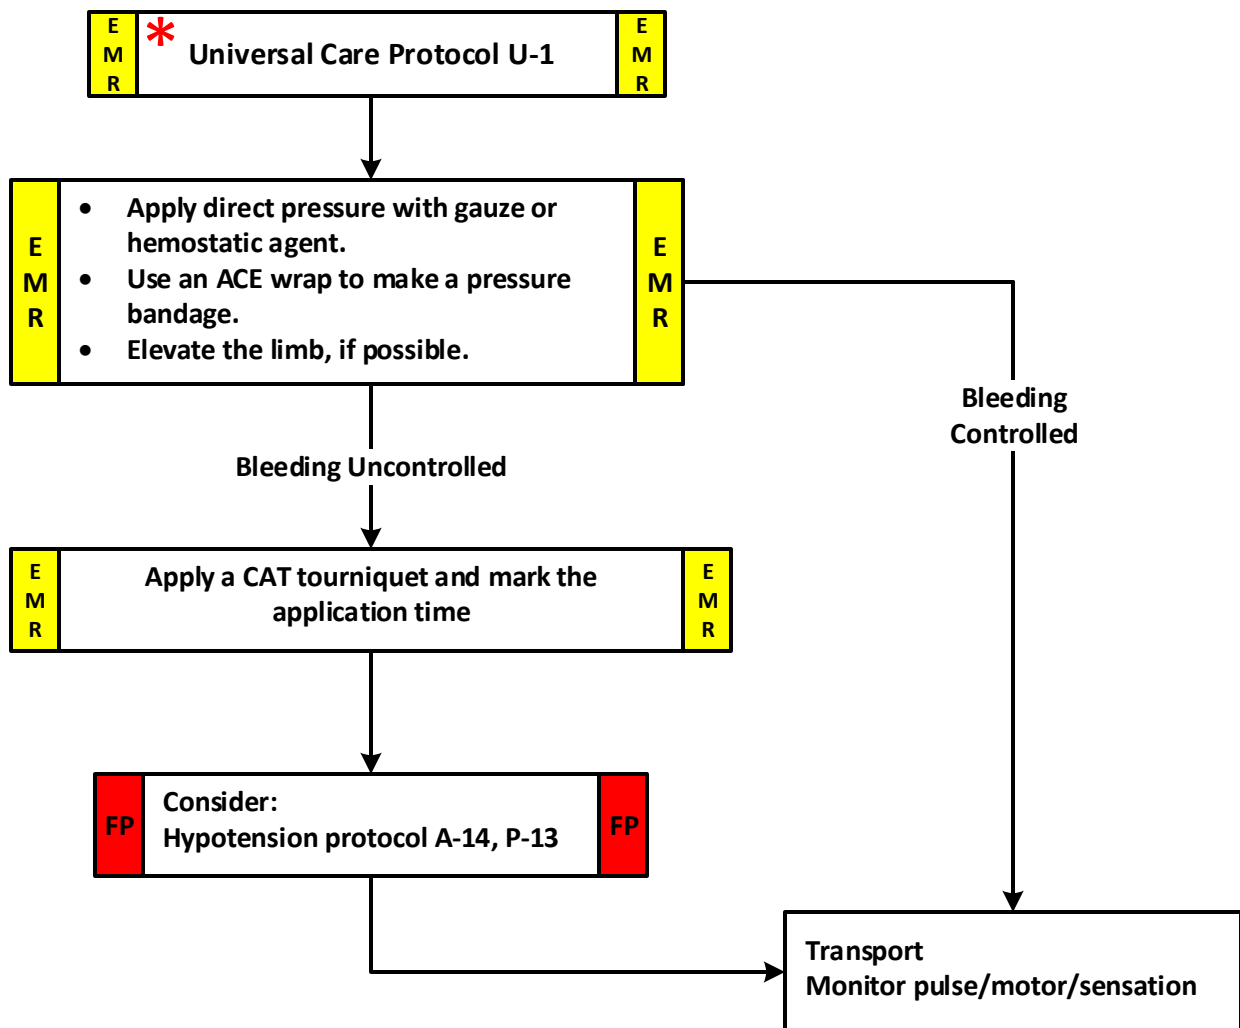 E
M
R
*
Universal Care Protocol U-1
E
M
R
E
M
R
• Apply direct pressure with gauze or
hemostatic agent.
• Use an ACE wrap to make a pressure
bandage.
• Elevate the limb, if possible.
E
M
R
Bleeding
Controlled
Bleeding Uncontrolled
E
M
R
Apply a CAT tourniquet and mark the
application time
E
M
R
FP
Consider:
Hypotension protocol A-14, P-13
FP
Transport
Monitor pulse/motor/sensation